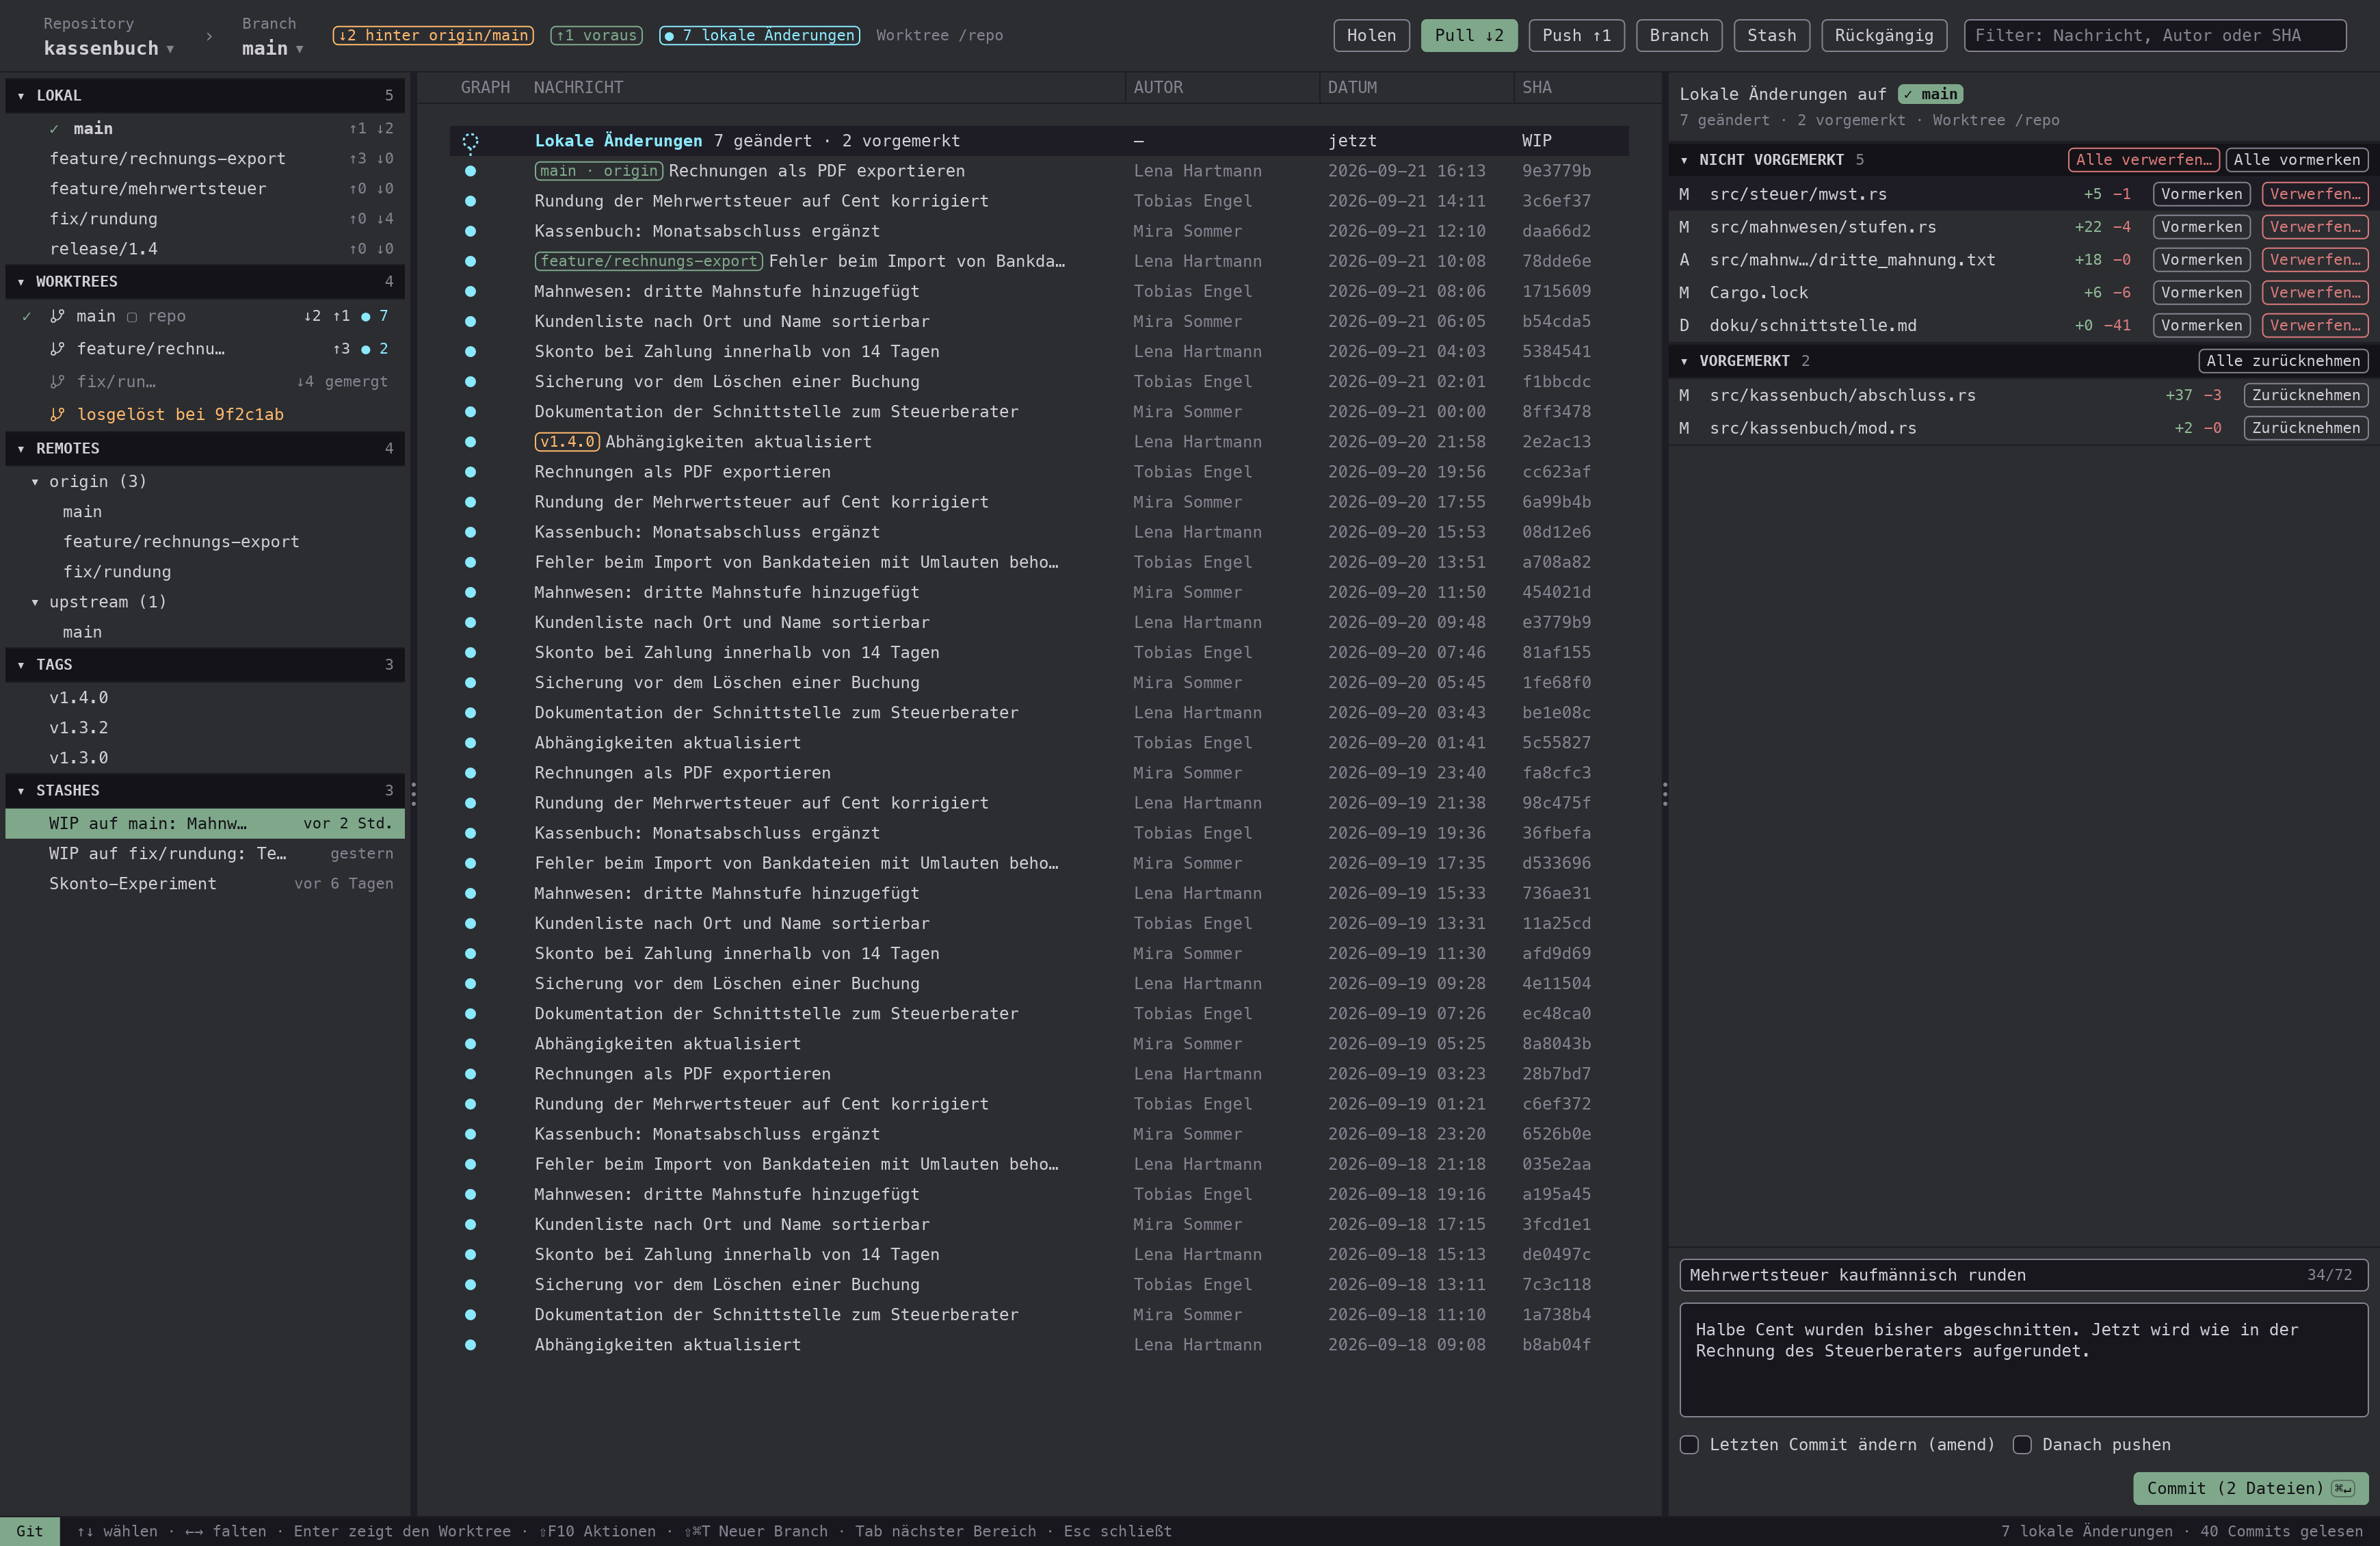 Repository
kassenbuch ▾ › Branch
main ▾
↓2 hinter origin/main ↑1 voraus ● 7 lokale Änderungen Worktree /repo
Holen Pull ↓2 Push ↑1 Branch Stash Rückgängig Filter: Nachricht, Autor oder SHA
▾ LOKAL 5
✓ main ↑1 ↓2
feature/rechnungs-export ↑3 ↓0
feature/mehrwertsteuer ↑0 ↓0
fix/rundung ↑0 ↓4
release/1.4 ↑0 ↓0
▾ WORKTREES 4
✓ main ▢ repo ↓2 ↑1 ● 7
feature/rechnu… ↑3 ● 2
fix/run… ↓4 gemergt
losgelöst bei 9f2c1ab
▾ REMOTES 4
▾ origin (3)
main
feature/rechnungs-export
fix/rundung
▾ upstream (1)
main
▾ TAGS 3
v1.4.0
v1.3.2
v1.3.0
▾ STASHES 3
WIP auf main: Mahnw… vor 2 Std.
WIP auf fix/rundung: Te… gestern
Skonto-Experiment vor 6 Tagen
GRAPH NACHRICHT AUTOR DATUM SHA
Lokale Änderungen 7 geändert · 2 vorgemerkt — jetzt WIP
main · origin Rechnungen als PDF exportieren Lena Hartmann 2026-09-21 16:13 9e3779b
Rundung der Mehrwertsteuer auf Cent korrigiert Tobias Engel 2026-09-21 14:11 3c6ef37
Kassenbuch: Monatsabschluss ergänzt Mira Sommer 2026-09-21 12:10 daa66d2
feature/rechnungs-export Fehler beim Import von Bankda… Lena Hartmann 2026-09-21 10:08 78dde6e
Mahnwesen: dritte Mahnstufe hinzugefügt Tobias Engel 2026-09-21 08:06 1715609
Kundenliste nach Ort und Name sortierbar Mira Sommer 2026-09-21 06:05 b54cda5
Skonto bei Zahlung innerhalb von 14 Tagen Lena Hartmann 2026-09-21 04:03 5384541
Sicherung vor dem Löschen einer Buchung Tobias Engel 2026-09-21 02:01 f1bbcdc
Dokumentation der Schnittstelle zum Steuerberater Mira Sommer 2026-09-21 00:00 8ff3478
v1.4.0 Abhängigkeiten aktualisiert Lena Hartmann 2026-09-20 21:58 2e2ac13
Rechnungen als PDF exportieren Tobias Engel 2026-09-20 19:56 cc623af
Rundung der Mehrwertsteuer auf Cent korrigiert Mira Sommer 2026-09-20 17:55 6a99b4b
Kassenbuch: Monatsabschluss ergänzt Lena Hartmann 2026-09-20 15:53 08d12e6
Fehler beim Import von Bankdateien mit Umlauten beho… Tobias Engel 2026-09-20 13:51 a708a82
Mahnwesen: dritte Mahnstufe hinzugefügt Mira Sommer 2026-09-20 11:50 454021d
Kundenliste nach Ort und Name sortierbar Lena Hartmann 2026-09-20 09:48 e3779b9
Skonto bei Zahlung innerhalb von 14 Tagen Tobias Engel 2026-09-20 07:46 81af155
Sicherung vor dem Löschen einer Buchung Mira Sommer 2026-09-20 05:45 1fe68f0
Dokumentation der Schnittstelle zum Steuerberater Lena Hartmann 2026-09-20 03:43 be1e08c
Abhängigkeiten aktualisiert Tobias Engel 2026-09-20 01:41 5c55827
Rechnungen als PDF exportieren Mira Sommer 2026-09-19 23:40 fa8cfc3
Rundung der Mehrwertsteuer auf Cent korrigiert Lena Hartmann 2026-09-19 21:38 98c475f
Kassenbuch: Monatsabschluss ergänzt Tobias Engel 2026-09-19 19:36 36fbefa
Fehler beim Import von Bankdateien mit Umlauten beho… Mira Sommer 2026-09-19 17:35 d533696
Mahnwesen: dritte Mahnstufe hinzugefügt Lena Hartmann 2026-09-19 15:33 736ae31
Kundenliste nach Ort und Name sortierbar Tobias Engel 2026-09-19 13:31 11a25cd
Skonto bei Zahlung innerhalb von 14 Tagen Mira Sommer 2026-09-19 11:30 afd9d69
Sicherung vor dem Löschen einer Buchung Lena Hartmann 2026-09-19 09:28 4e11504
Dokumentation der Schnittstelle zum Steuerberater Tobias Engel 2026-09-19 07:26 ec48ca0
Abhängigkeiten aktualisiert Mira Sommer 2026-09-19 05:25 8a8043b
Rechnungen als PDF exportieren Lena Hartmann 2026-09-19 03:23 28b7bd7
Rundung der Mehrwertsteuer auf Cent korrigiert Tobias Engel 2026-09-19 01:21 c6ef372
Kassenbuch: Monatsabschluss ergänzt Mira Sommer 2026-09-18 23:20 6526b0e
Fehler beim Import von Bankdateien mit Umlauten beho… Lena Hartmann 2026-09-18 21:18 035e2aa
Mahnwesen: dritte Mahnstufe hinzugefügt Tobias Engel 2026-09-18 19:16 a195a45
Kundenliste nach Ort und Name sortierbar Mira Sommer 2026-09-18 17:15 3fcd1e1
Skonto bei Zahlung innerhalb von 14 Tagen Lena Hartmann 2026-09-18 15:13 de0497c
Sicherung vor dem Löschen einer Buchung Tobias Engel 2026-09-18 13:11 7c3c118
Dokumentation der Schnittstelle zum Steuerberater Mira Sommer 2026-09-18 11:10 1a738b4
Abhängigkeiten aktualisiert Lena Hartmann 2026-09-18 09:08 b8ab04f
Lokale Änderungen auf ✓ main
7 geändert · 2 vorgemerkt · Worktree /repo
▾ NICHT VORGEMERKT 5 Alle verwerfen… Alle vormerken
M src/steuer/mwst.rs +5 −1 Vormerken Verwerfen…
M src/mahnwesen/stufen.rs +22 −4 Vormerken Verwerfen…
A src/mahnw…/dritte_mahnung.txt +18 −0 Vormerken Verwerfen…
M Cargo.lock +6 −6 Vormerken Verwerfen…
D doku/schnittstelle.md +0 −41 Vormerken Verwerfen…
▾ VORGEMERKT 2 Alle zurücknehmen
M src/kassenbuch/abschluss.rs +37 −3 Zurücknehmen
M src/kassenbuch/mod.rs +2 −0 Zurücknehmen
Mehrwertsteuer kaufmännisch runden 34/72
Halbe Cent wurden bisher abgeschnitten. Jetzt wird wie in der
Rechnung des Steuerberaters aufgerundet.
Letzten Commit ändern (amend) Danach pushen
Commit (2 Dateien) ⌘↵
Git ↑↓ wählen · ←→ falten · Enter zeigt den Worktree · ⇧F10 Aktionen · ⇧⌘T Neuer Branch · Tab nächster Bereich · Esc schließt 7 lokale Änderungen · 40 Commits gelesen